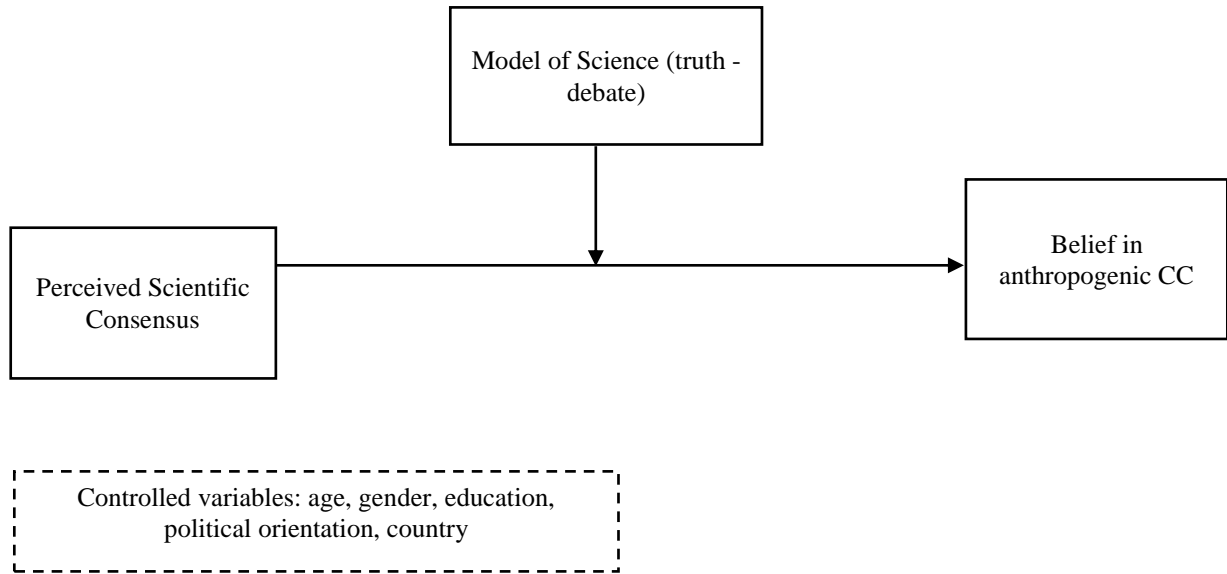 Model of Science (truth -
debate)
Perceived Scientific
Consensus
Belief in
anthropogenic CC
Controlled variables: age, gender, education,
political orientation, country